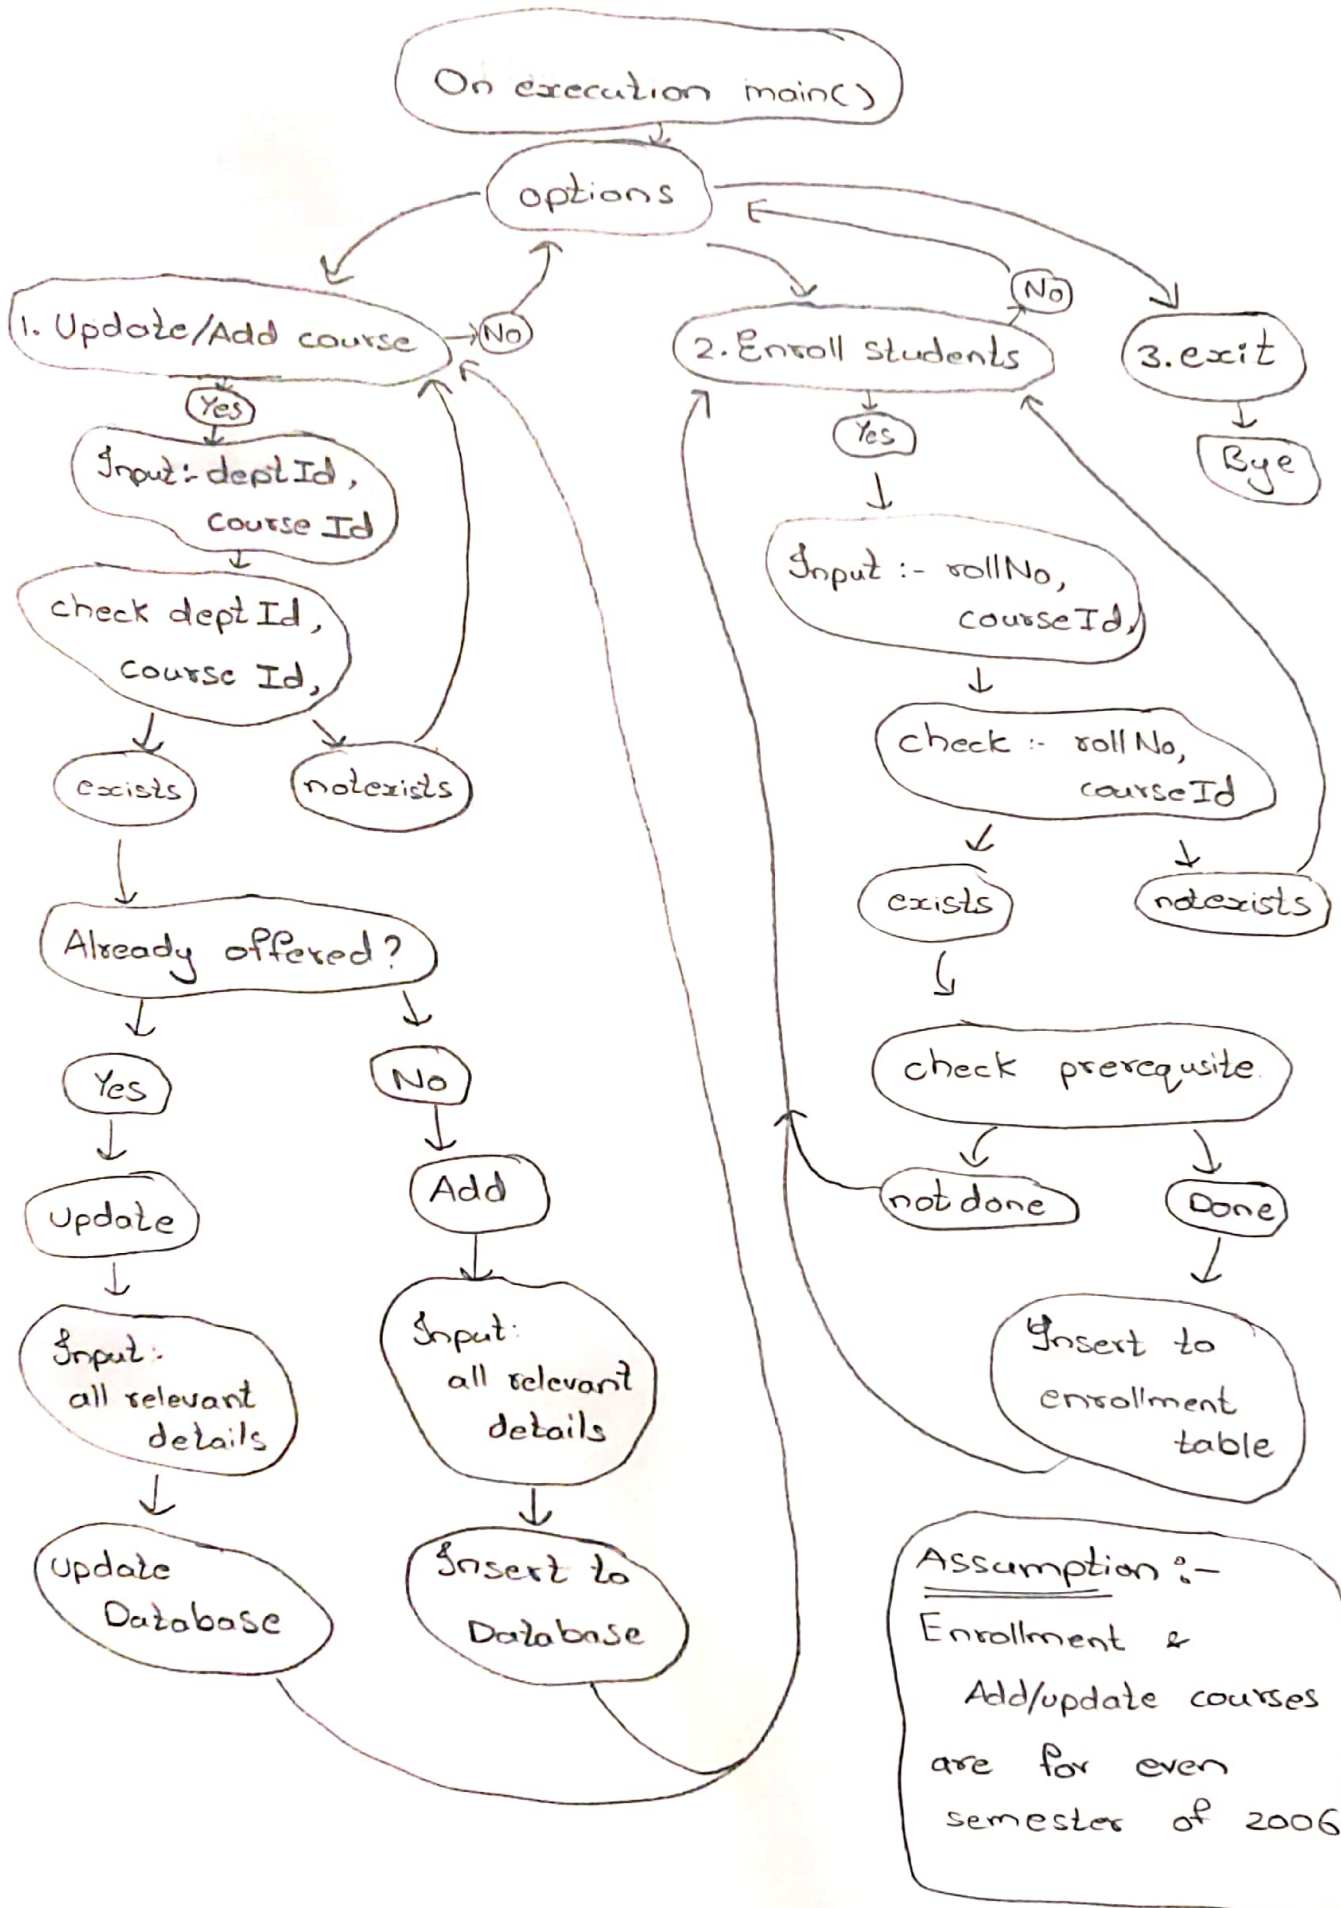 On execution main()
options
1. Update/Add course
No
Yes
Input:- deptId,
course Id
check deptId,
course Id,
exists
notexists
Already offered?
Yes
No
Update
Add
Input:-
all relevant
details
Input:
all relevant
details
Update
Database
Insert to
Database
2. Enroll students
No
Yes
Input :- rollNo,
courseId,
check :- rollNo,
courseId
exists
notexists
check prerequsite
not done
Done
Insert to
enrollment
table
3. exit
Bye
Assumption :-
Enrollment &
Add/update courses
are for even
semester of 2006